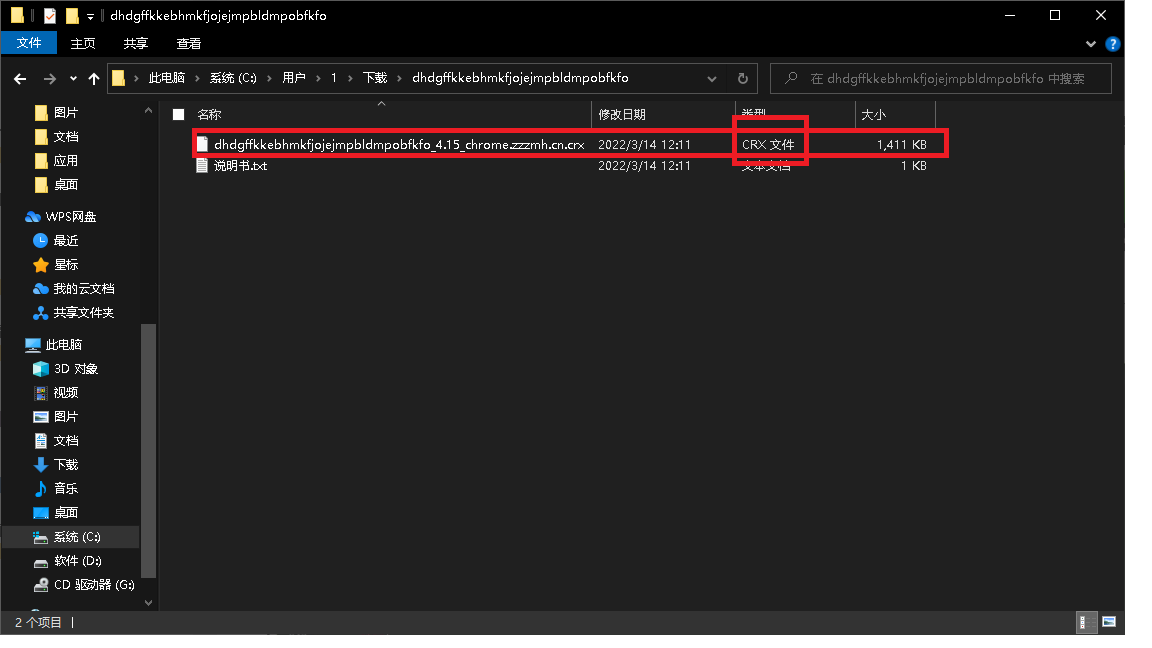 dhdgffkkebhmkfjojejmpbldmpobfkfo
文件 主页 共享 查看
此电脑 系统 (C:) 用户 1 下载 dhdgffkkebhmkfjojejmpbldmpobfkfo 在 dhdgffkkebhmkfjojejmpbldmpobfkfo 中搜索
图片
文档
应用
桌面
WPS网盘
最近
星标
我的云文档
共享文件夹
此电脑
3D 对象
视频
图片
文档
下载
音乐
桌面
系统 (C:)
软件 (D:)
CD 驱动器 (G:)
名称 修改日期 类型 大小
dhdgffkkebhmkfjojejmpbldmpobfkfo_4.15_chrome.zzzmh.cn.crx 2022/3/14 12:11 CRX 文件 1,411 KB
说明书.txt 2022/3/14 12:11 文本文档 1 KB
2 个项目